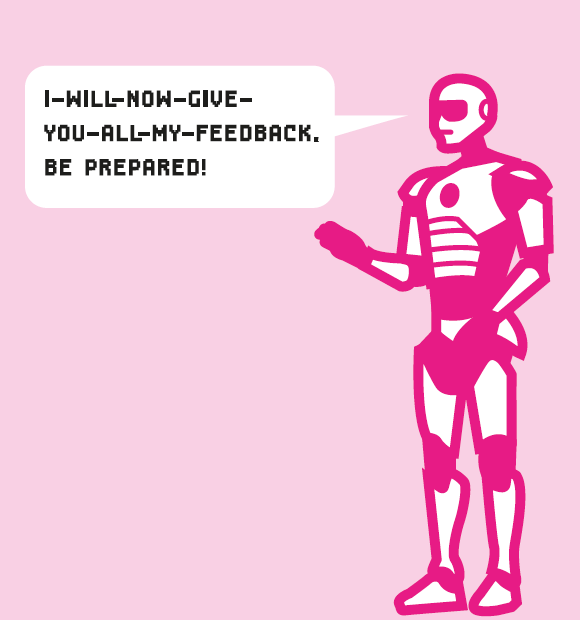 I-WILL-NOW-GIVE-
YOU-ALL-MY-FEEDBACK.
BE PREPARED!